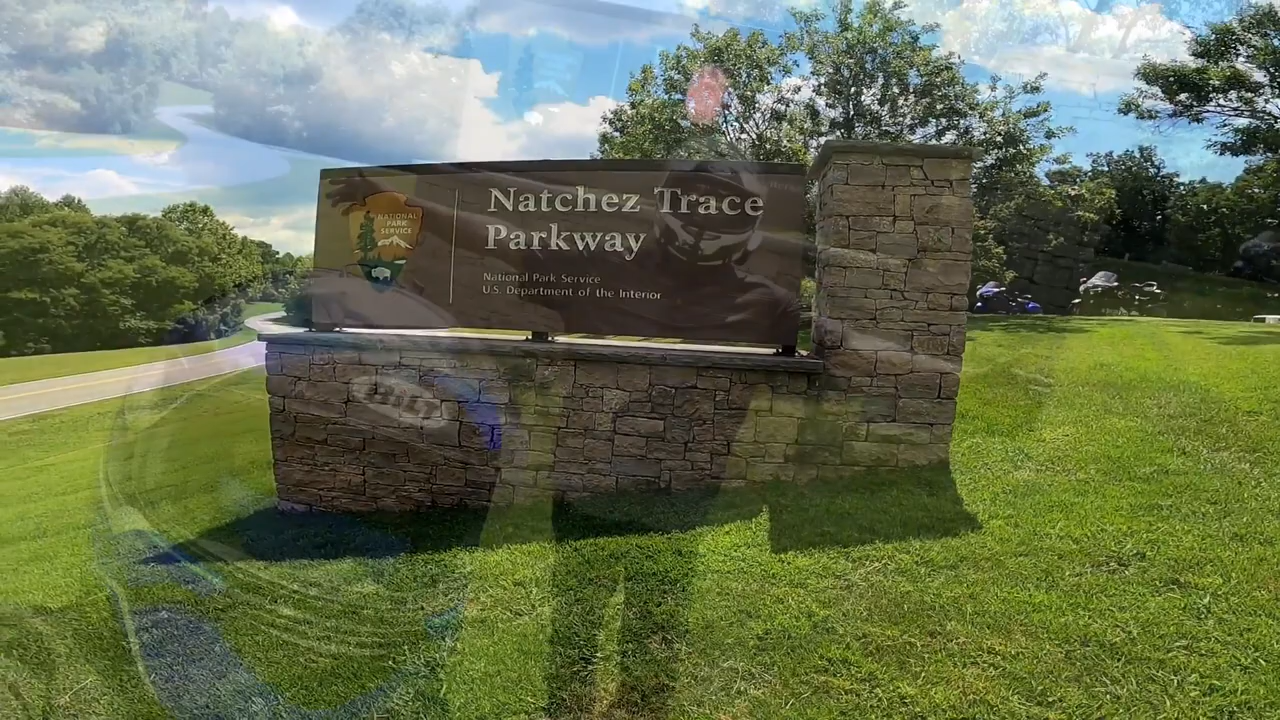 NATIONAL
PARK
SERVICE
Natchez Trace
Parkway
National Park Service
U.S. Department of the Interior